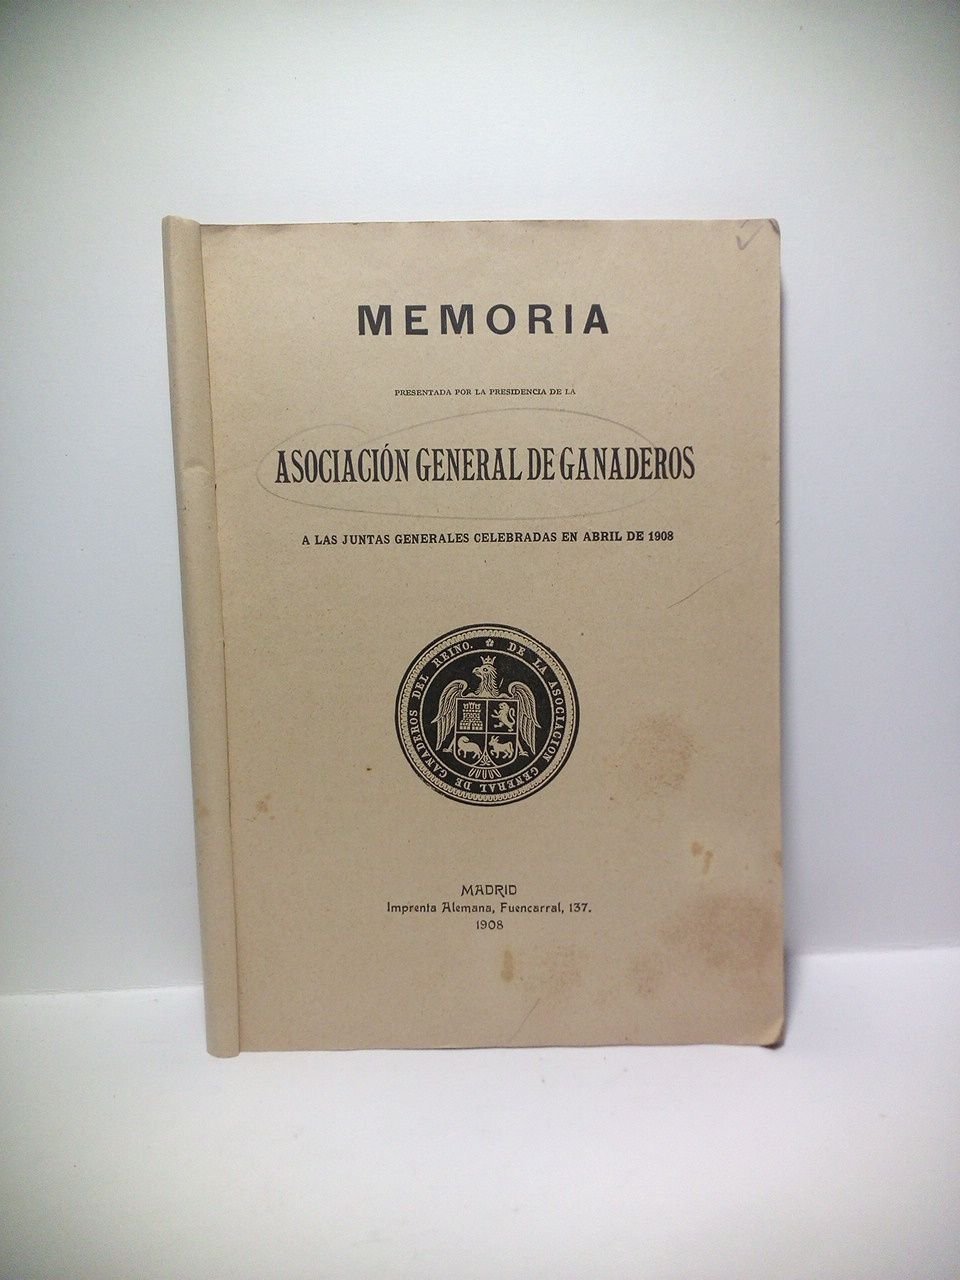 MEMORIA
PRESENTADA POR LA PRESIDENCIA DE LA
ASOCIACIÓN GENERAL DE GANADEROS
A LAS JUNTAS GENERALES CELEBRADAS EN ABRIL DE 1908
DE LA ASOCIACION GENERAL DE GANADEROS DEL REINO.
MADRID
Imprenta Alemana, Fuencarral, 137.
1908